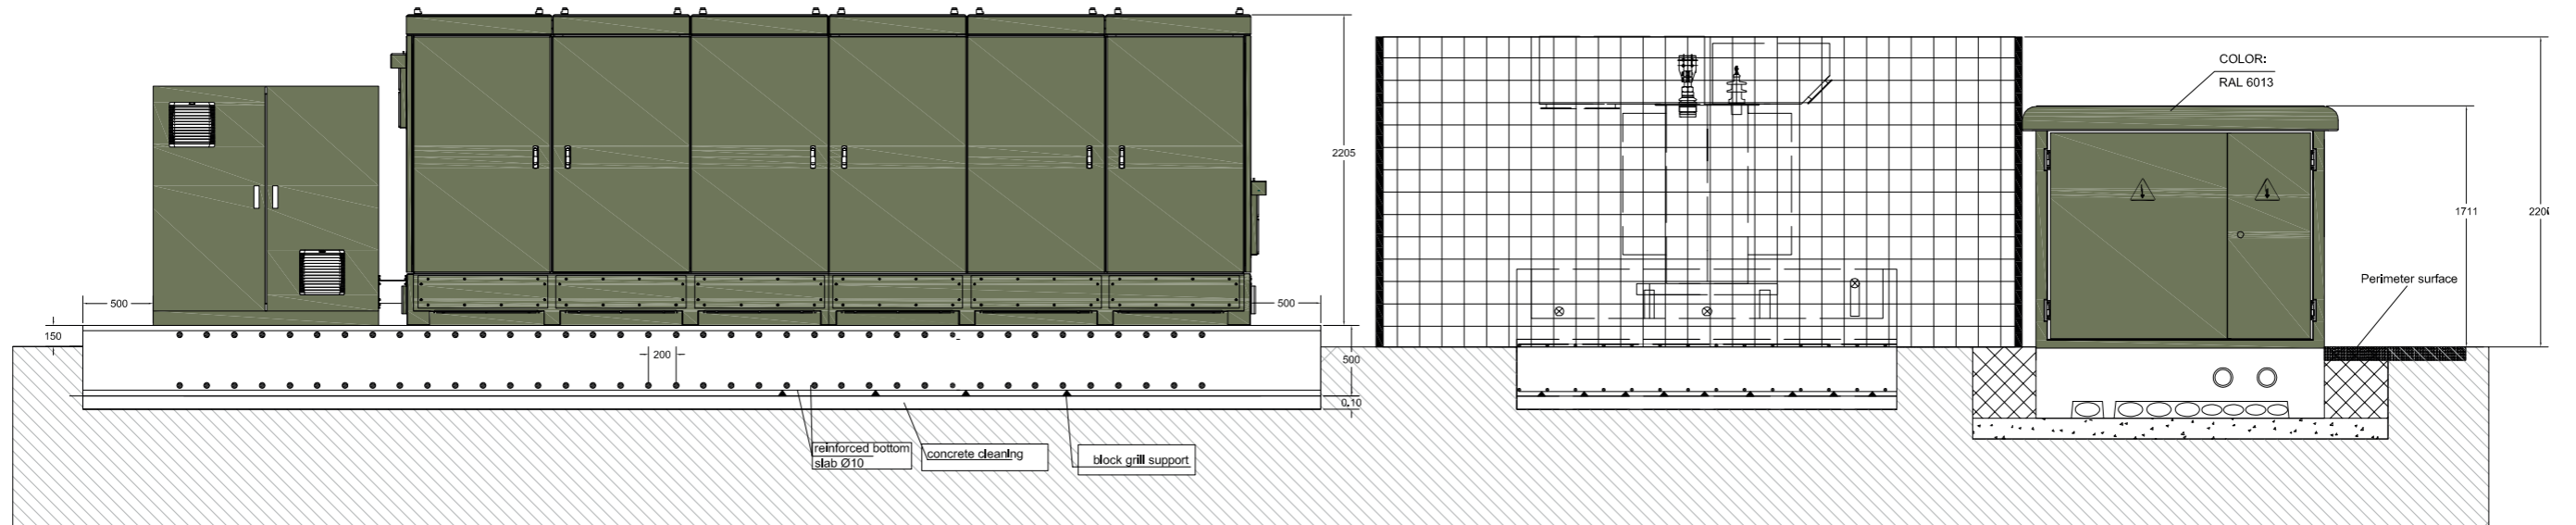 COLOR:
RAL 6013
2205
1711
Perimeter surface
500
500
150
200
500
0.10
reinforced bottom
slab Ø10
concrete cleaning
block grill support